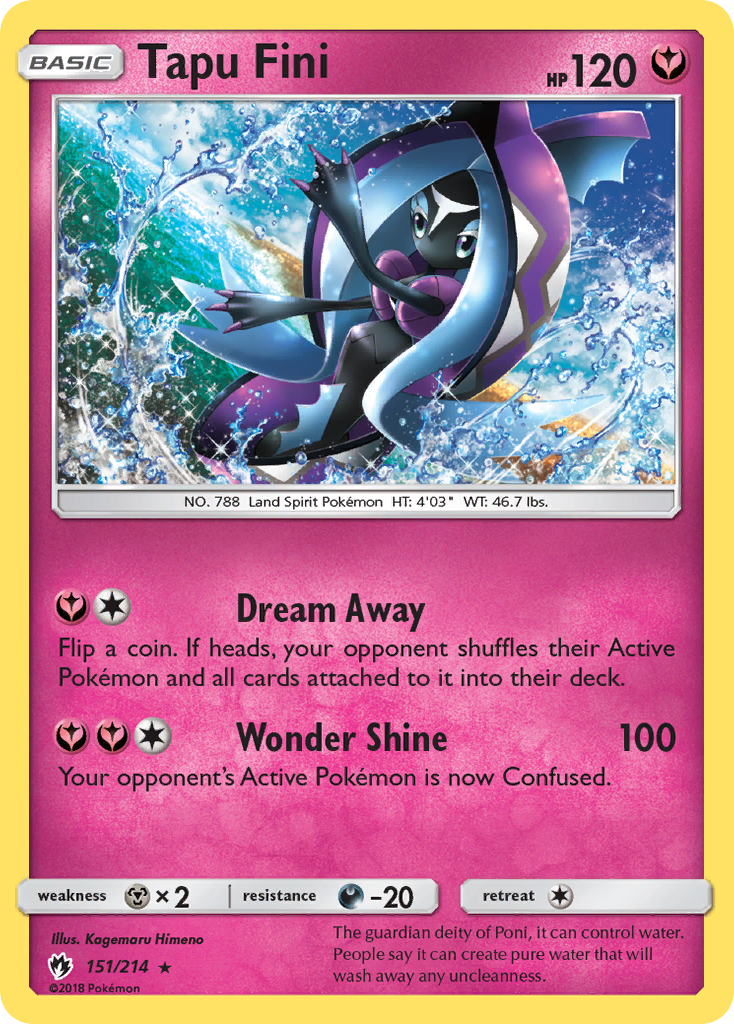 BASIC Tapu Fini HP120
NO. 788 Land Spirit Pokémon HT: 4'03" WT: 46.7 lbs.
Dream Away
Flip a coin. If heads, your opponent shuffles their Active
Pokémon and all cards attached to it into their deck.
Wonder Shine 100
Your opponent's Active Pokémon is now Confused.
weakness ×2 resistance -20 retreat
Illus. Kagemaru Himeno
151/214
©2018 Pokémon
The guardian deity of Poni, it can control water.
People say it can create pure water that will
wash away any uncleanness.